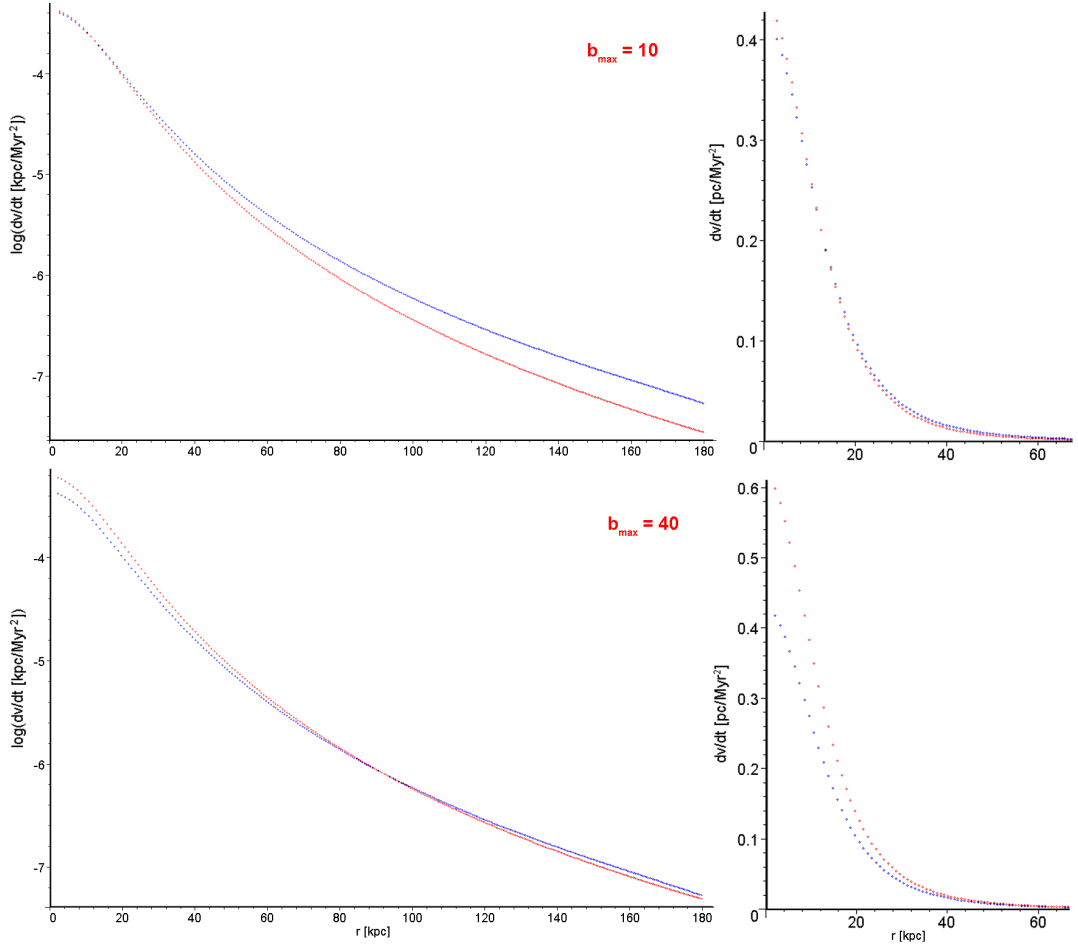 b_max = 10
log(dv/dt [kpc/Myr²])
-4
-5
-6
-7
0 20 40 60 80 100 120 140 160 180
dv/dt [pc/Myr²]
0.4
0.3
0.2
0.1
0
20 40 60
b_max = 40
log(dv/dt [kpc/Myr²])
-4
-5
-6
-7
0 20 40 60 80 100 120 140 160 180
r [kpc]
dv/dt [pc/Myr²]
0.6
0.5
0.4
0.3
0.2
0.1
0
20 40 60
r [kpc]